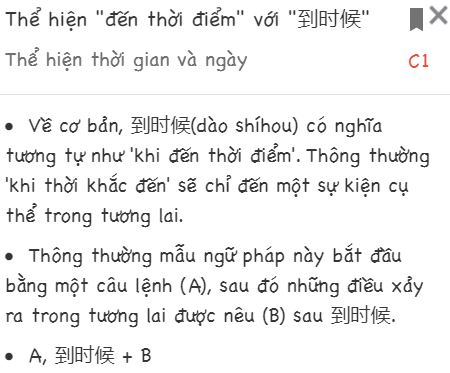 Thể hiện "đến thời điểm" với "到时候"
Thể hiện thời gian và ngày
C1
• Về cơ bản, 到时候(dào shíhou) có nghĩa
tương tự như 'khi đến thời điểm'. Thông thường
'khi thời khắc đến' sẽ chỉ đến một sự kiện cụ
thể trong tương lai.
• Thông thường mẫu ngữ pháp này bắt đầu
bằng một câu lệnh (A), sau đó những điều xảy
ra trong tương lai được nêu (B) sau 到时候.
• A, 到时候 + B